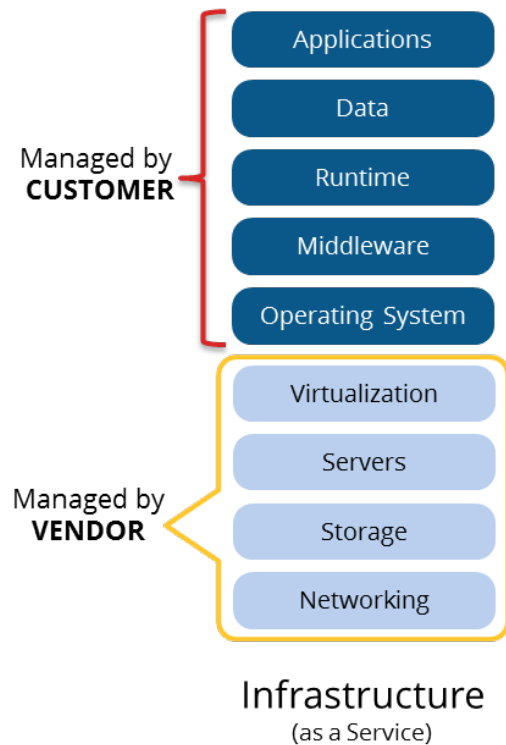 Applications
Data
Runtime
Middleware
Operating System
Managed by
CUSTOMER
Virtualization
Servers
Storage
Networking
Managed by
VENDOR
Infrastructure
(as a Service)